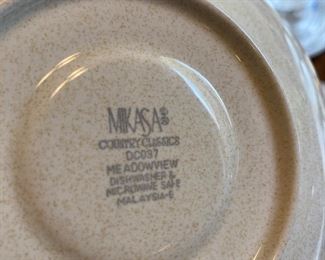 MIKASA
COUNTRY CLASSICS
DC037
MEADOWVIEW
DISHWASHER &
MICROWAVE SAFE
MALAYSIA-E